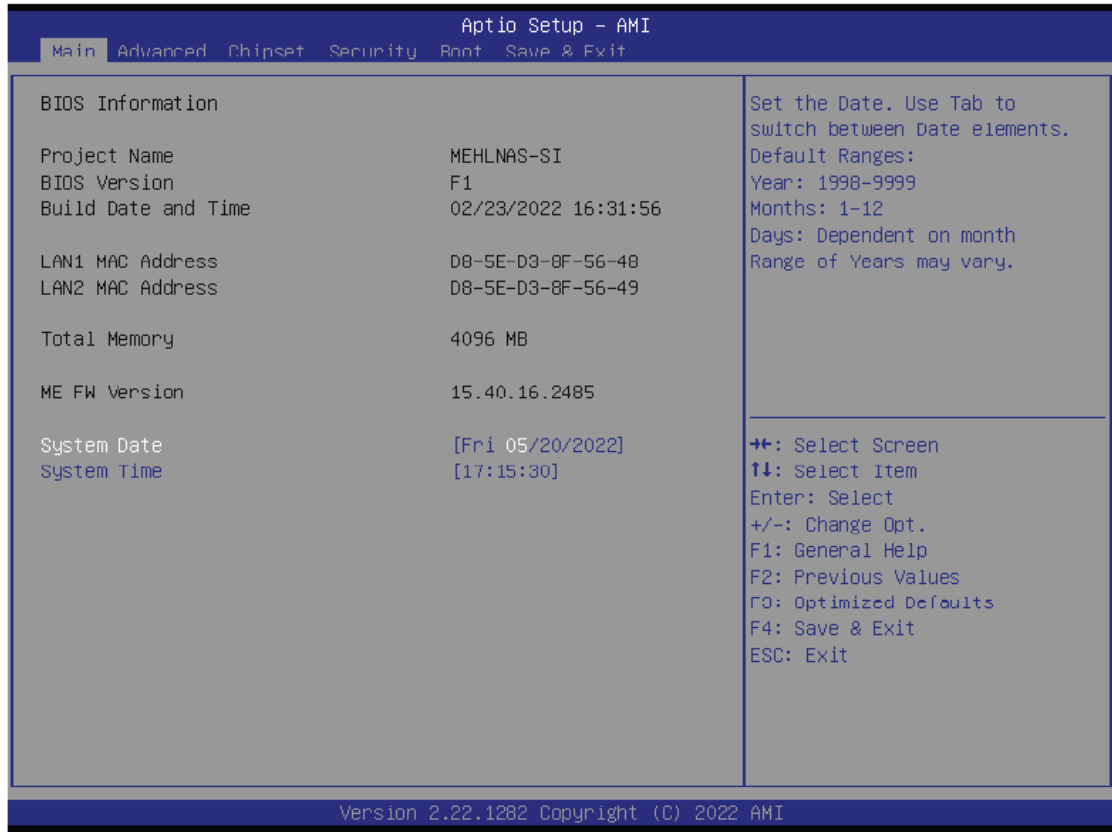 Aptio Setup - AMI
Main Advanced Chipset Security Boot Save & Exit
BIOS Information
Project Name MEHLNAS-SI
BIOS Version F1
Build Date and Time 02/23/2022 16:31:56
LAN1 MAC Address D8-5E-D3-8F-56-48
LAN2 MAC Address D8-5E-D3-8F-56-49
Total Memory 4096 MB
ME FW Version 15.40.16.2485
System Date [Fri 05/20/2022]
System Time [17:15:30]
Set the Date. Use Tab to
switch between Date elements.
Default Ranges:
Year: 1998-9999
Months: 1-12
Days: Dependent on month
Range of Years may vary.
→←: Select Screen
↑↓: Select Item
Enter: Select
+/-: Change Opt.
F1: General Help
F2: Previous Values
F3: Optimized Defaults
F4: Save & Exit
ESC: Exit
Version 2.22.1282 Copyright (C) 2022 AMI